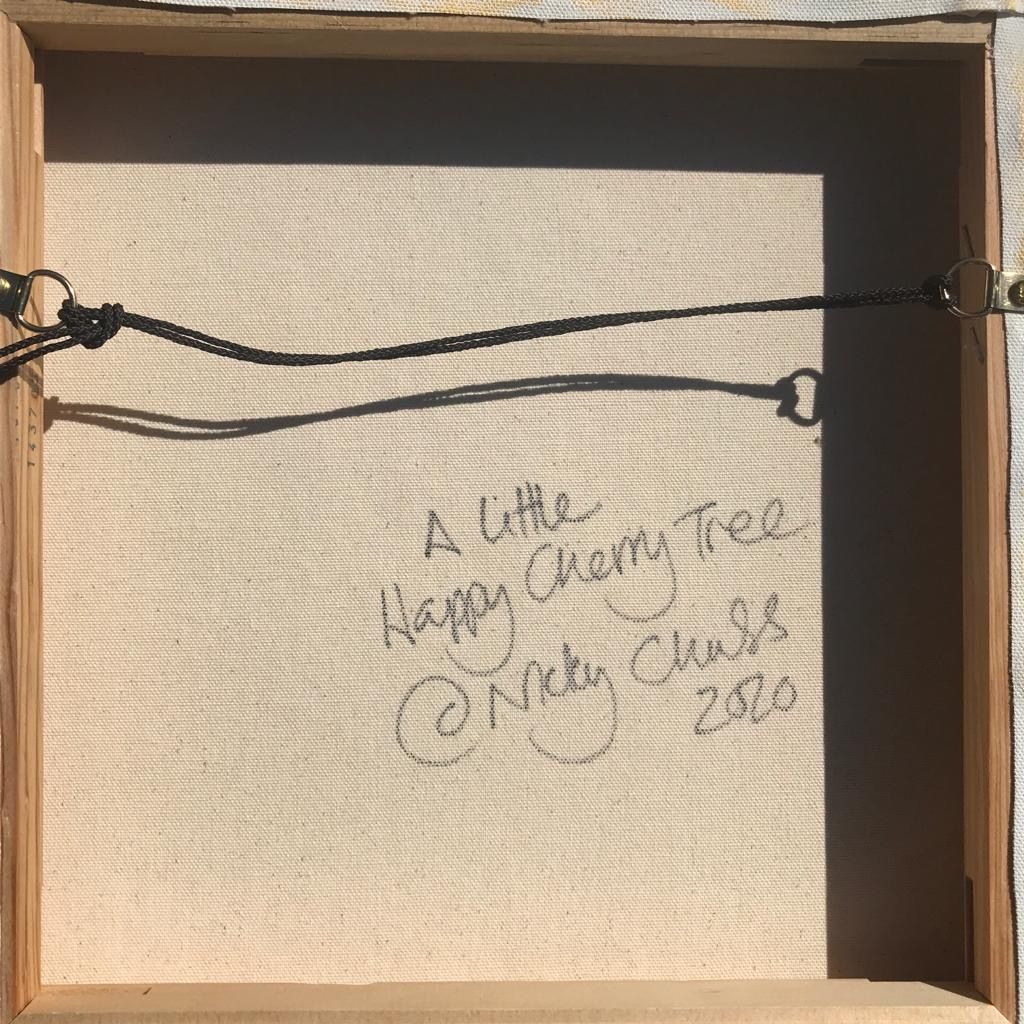 A Little
Happy Cherry Tree
@ Nicky Chubb
2020